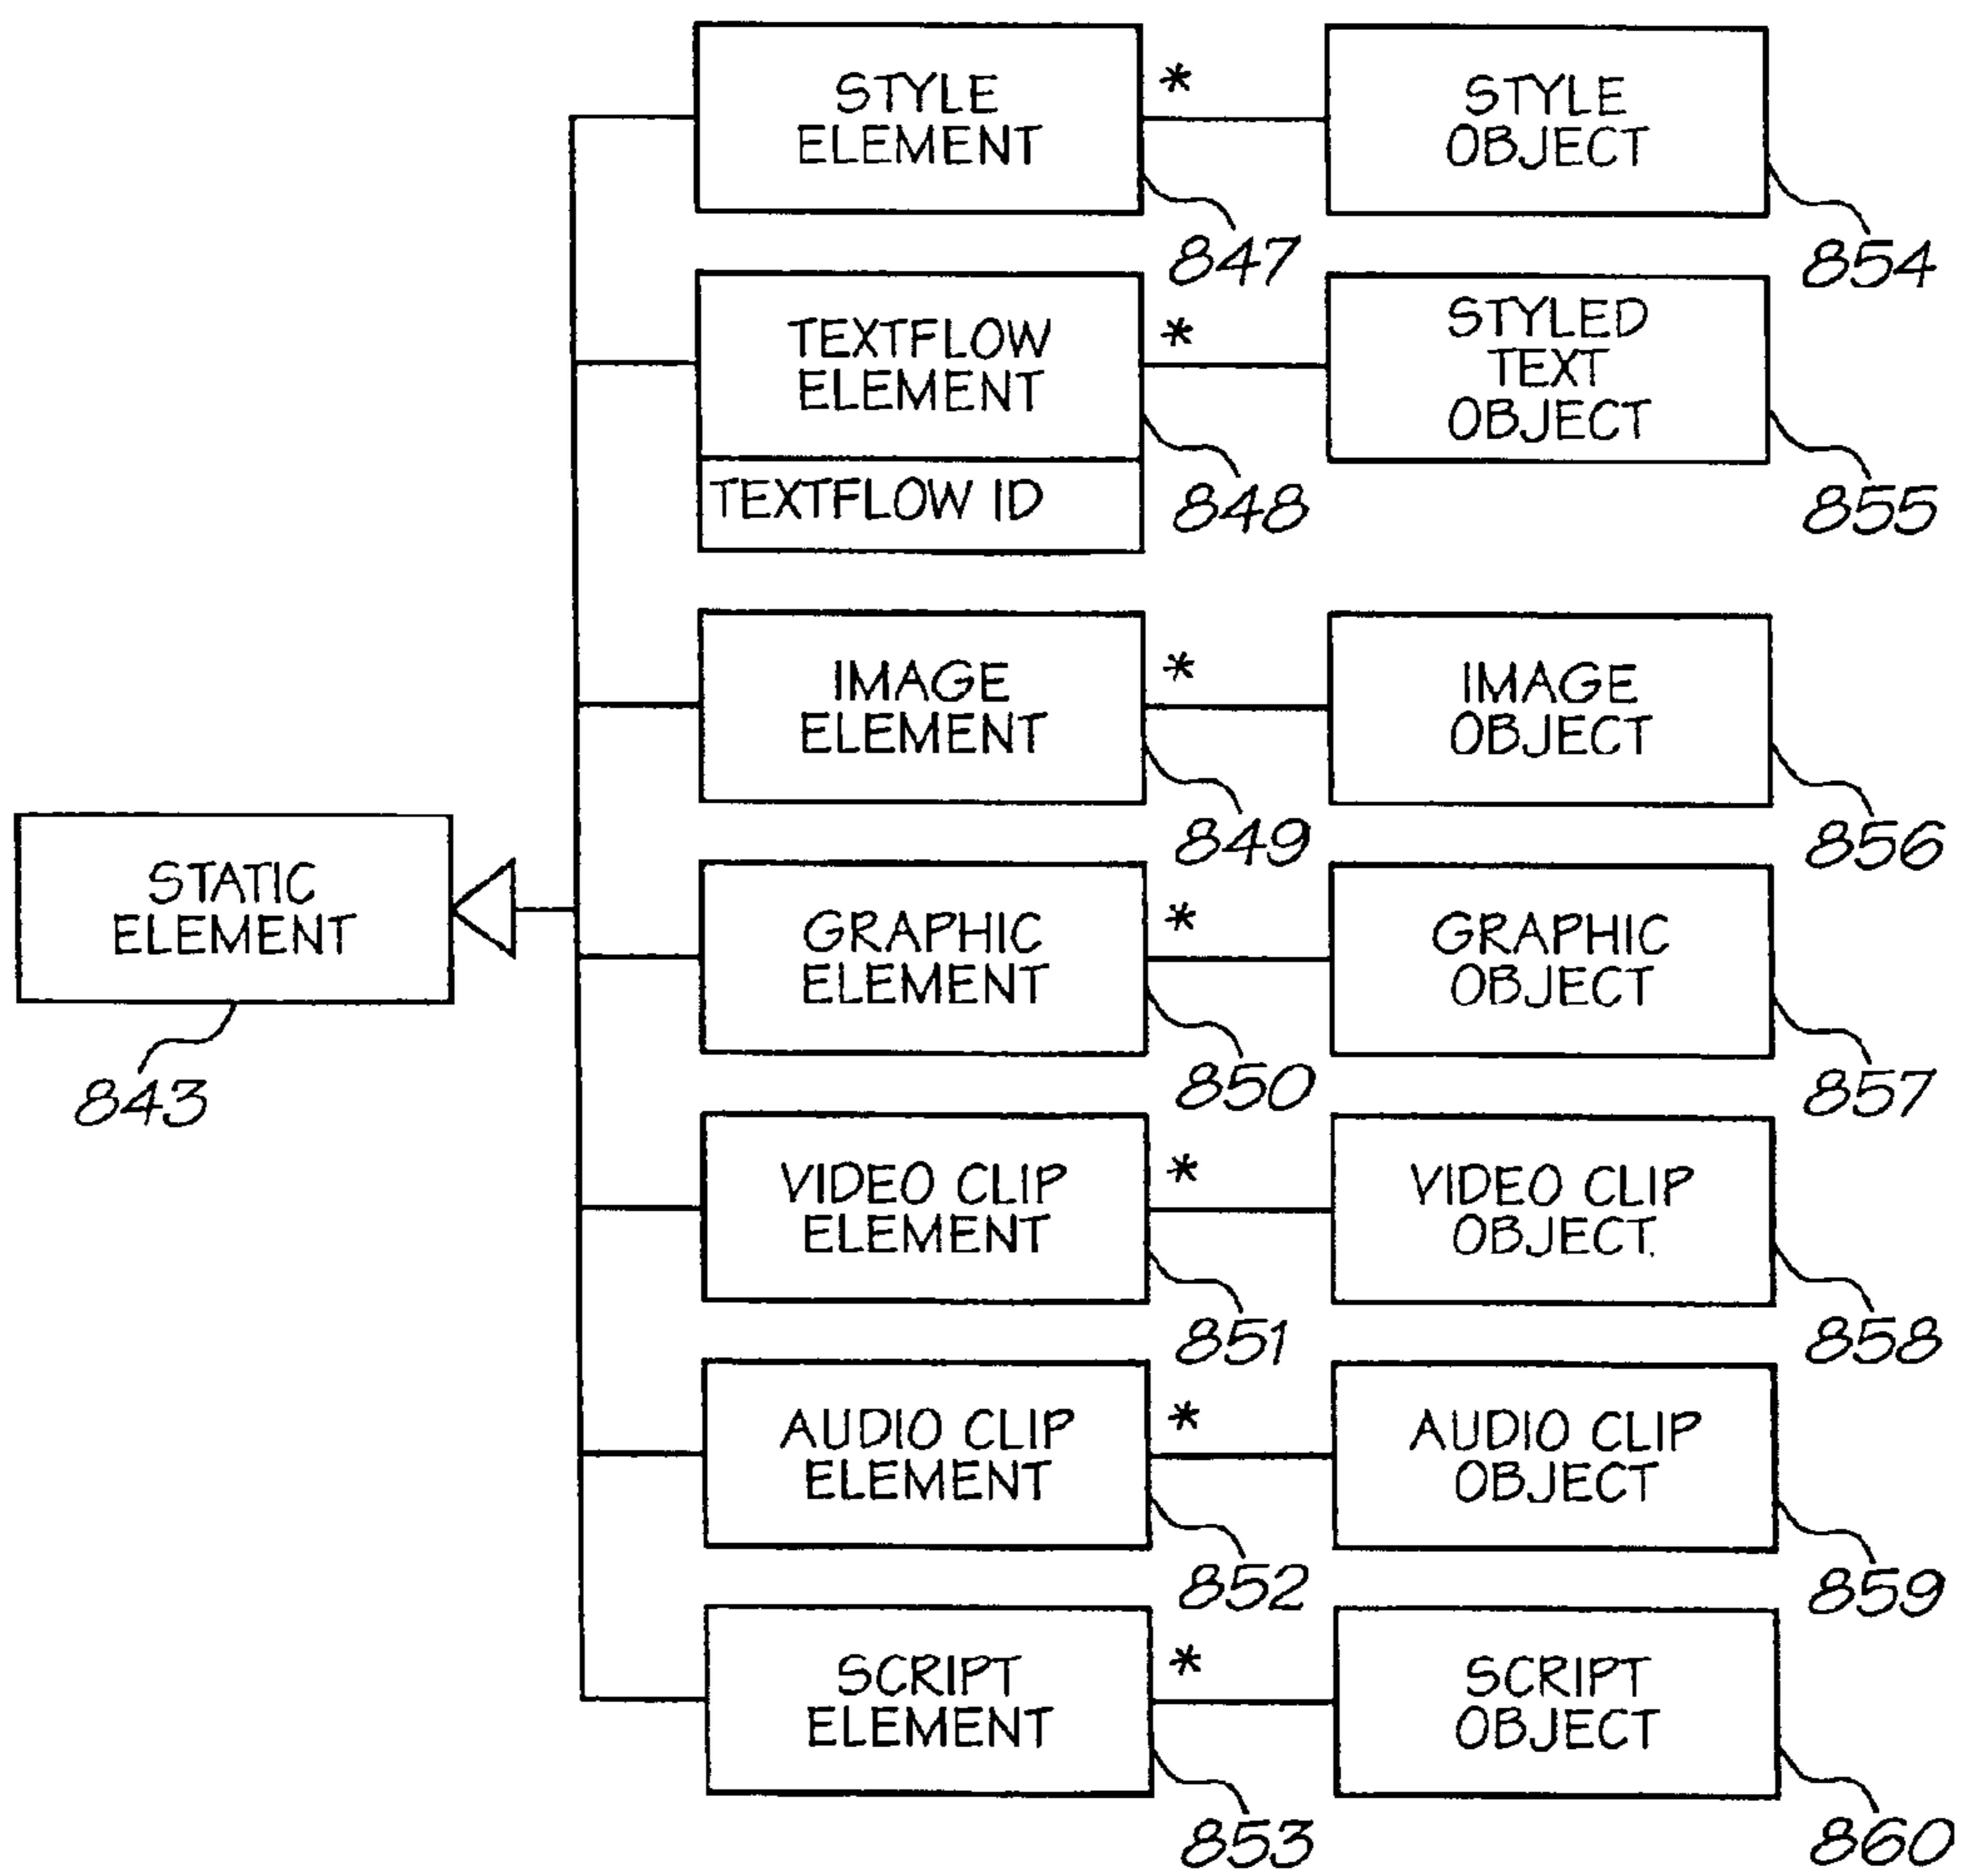 STYLE
ELEMENT
*
STYLE
OBJECT
847
854
TEXTFLOW
ELEMENT
TEXTFLOW ID
*
STYLED
TEXT
OBJECT
848
855
IMAGE
ELEMENT
*
IMAGE
OBJECT
849
856
STATIC
ELEMENT
843
GRAPHIC
ELEMENT
*
GRAPHIC
OBJECT
850
857
VIDEO CLIP
ELEMENT
*
VIDEO CLIP
OBJECT
851
858
AUDIO CLIP
ELEMENT
*
AUDIO CLIP
OBJECT
852
859
SCRIPT
ELEMENT
*
SCRIPT
OBJECT
853
860